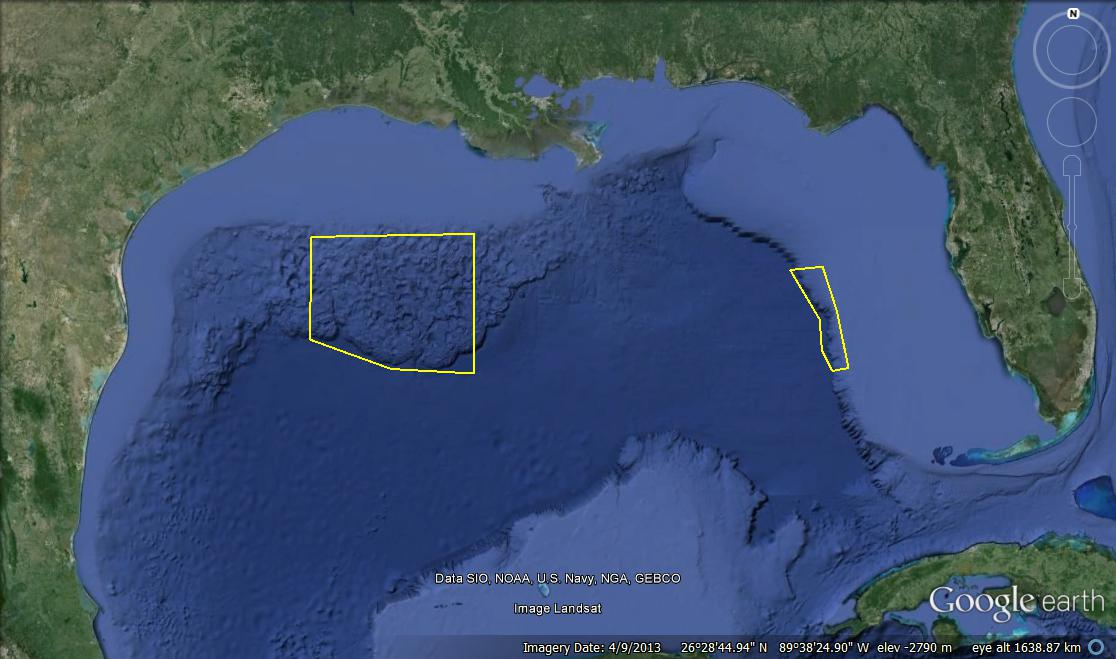 N
Data SIO, NOAA, U.S. Navy, NGA, GEBCO
Image Landsat
Google earth
Imagery Date: 4/9/2013 26°28'44.94" N 89°38'24.90" W elev -2790 m eye alt 1638.87 km